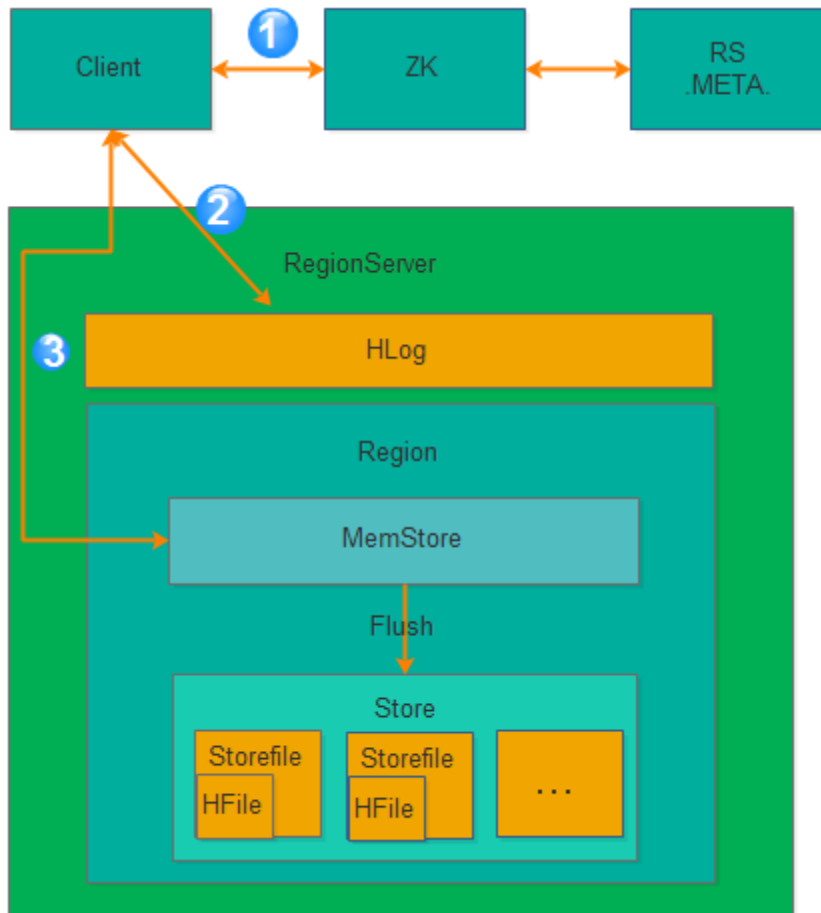 1
Client
ZK
RS
.META.
2
RegionServer
3
HLog
Region
MemStore
Flush
Store
Storefile
HFile
Storefile
HFile
...